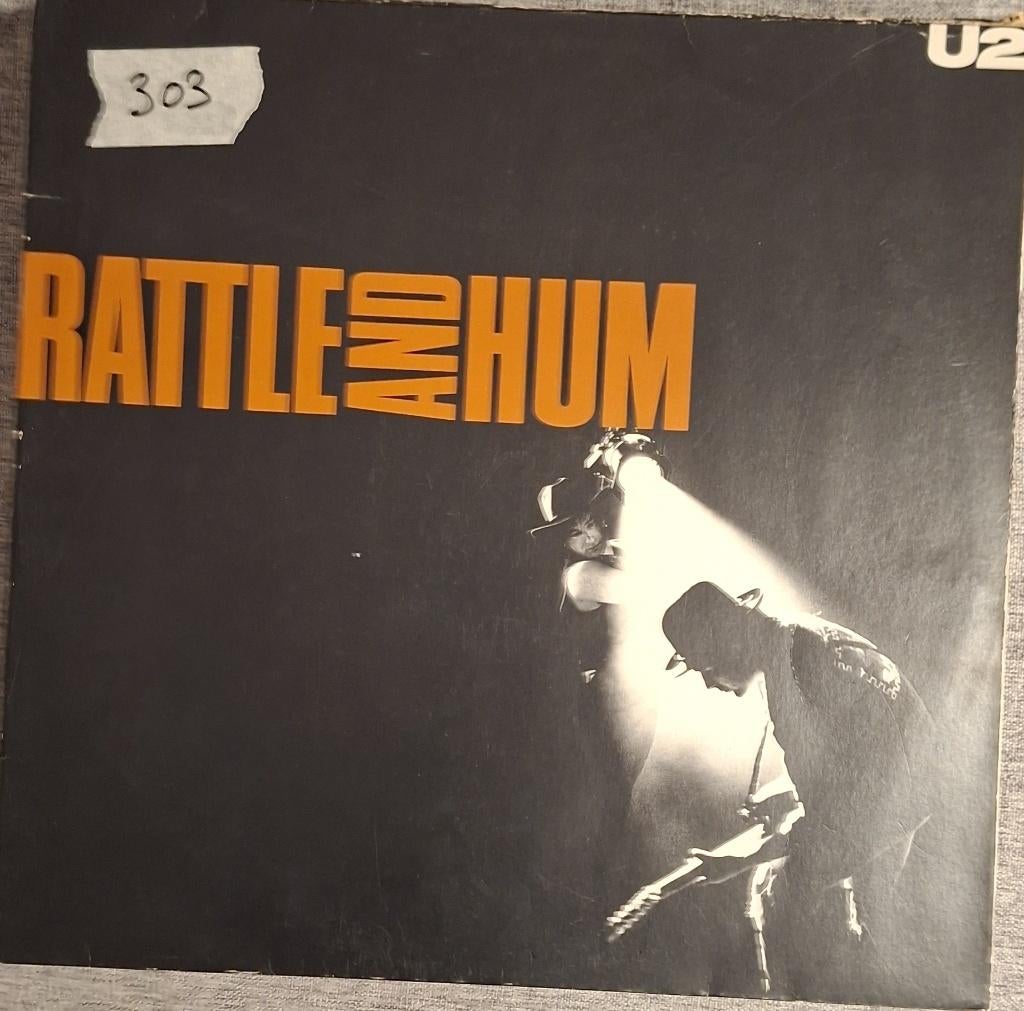 U2
303
RATTLE AND HUM